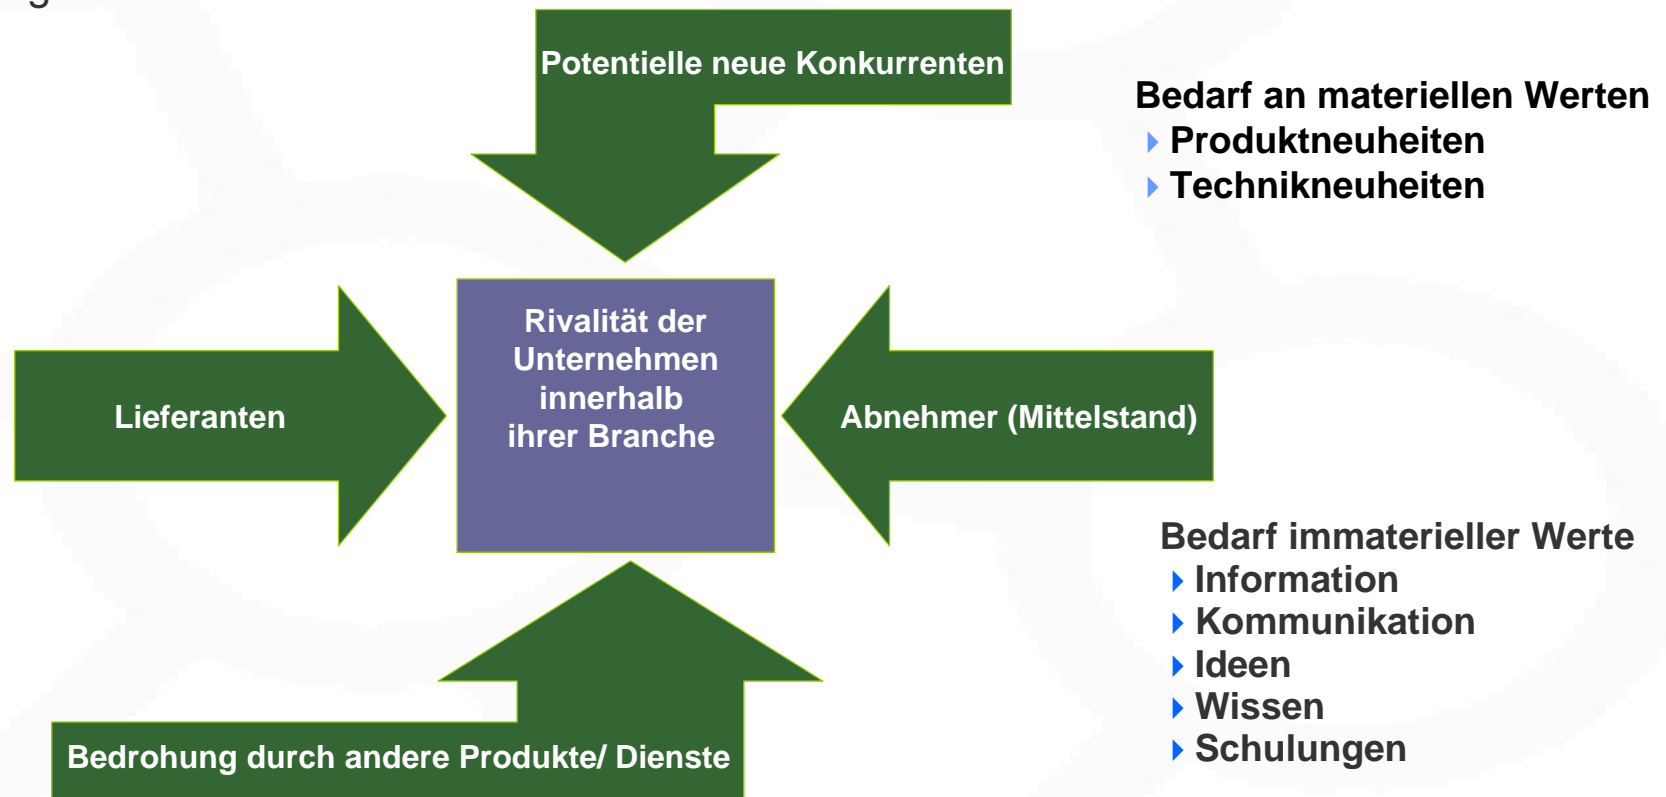 g
Potentielle neue Konkurrenten
Bedarf an materiellen Werten
Produktneuheiten
Technikneuheiten
Rivalität der
Unternehmen
innerhalb
ihrer Branche
Lieferanten
Abnehmer (Mittelstand)
Bedarf immaterieller Werte
Information
Kommunikation
Ideen
Wissen
Schulungen
Bedrohung durch andere Produkte/ Dienste